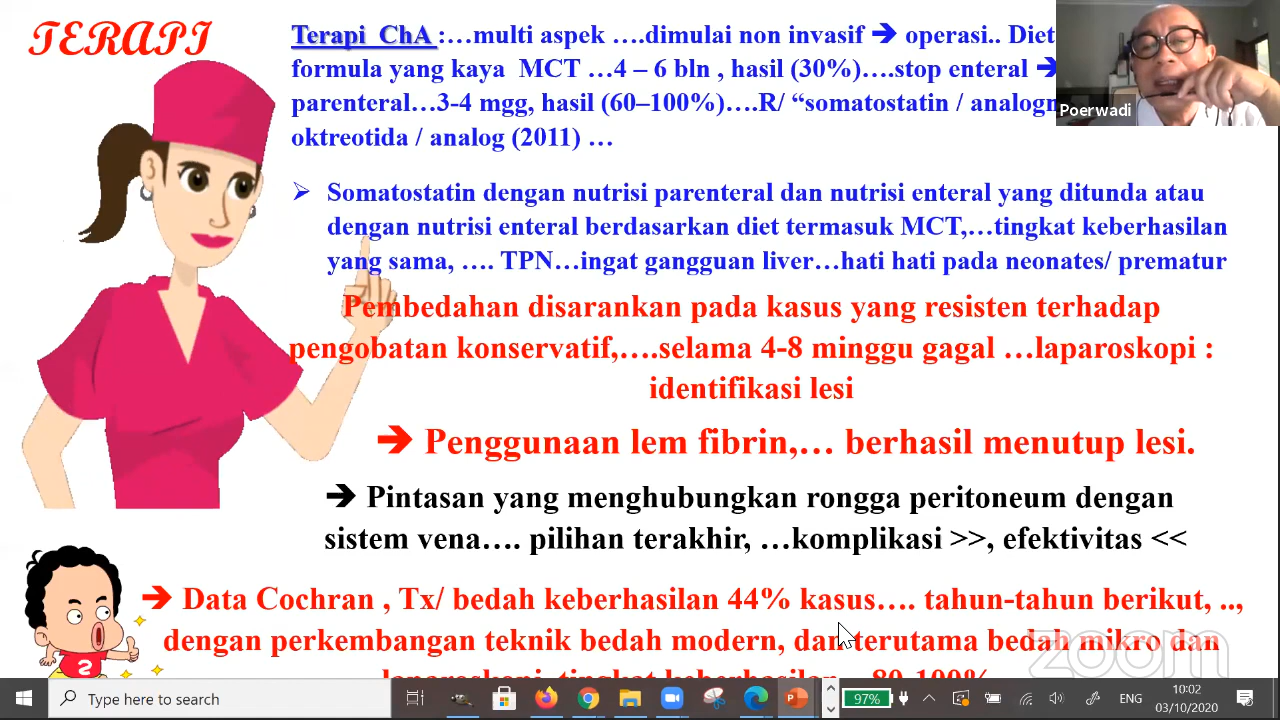 TERAPI
Terapi ChA :…multi aspek ….dimulai non invasif ➔ operasi.. Diet
formula yang kaya MCT …4 – 6 bln , hasil (30%)….stop enteral ➔
parenteral…3-4 mgg, hasil (60–100%)….R/ “somatostatin /
oktreotida / analog (2011) …
Poerwadi
➢ Somatostatin dengan nutrisi parenteral dan nutrisi enteral yang ditunda atau
dengan nutrisi enteral berdasarkan diet termasuk MCT,…tingkat keberhasilan
yang sama, …. TPN…ingat gangguan liver…hati hati pada neonates/ prematur
Pembedahan disarankan pada kasus yang resisten terhadap
pengobatan konservatif,….selama 4-8 minggu gagal …laparoskopi :
identifikasi lesi
➔ Penggunaan lem fibrin,… berhasil menutup lesi.
➔ Pintasan yang menghubungkan rongga peritoneum dengan
sistem vena…. pilihan terakhir, …komplikasi >>, efektivitas <<
➔ Data Cochran , Tx/ bedah keberhasilan 44% kasus…. tahun-tahun berikut, ..,
dengan perkembangan teknik bedah modern, dan terutama bedah mikro dan
laparoskopi, tingkat keberhasilan 80-100%
S
zoom
Type here to search
97%
ENG
10:02
03/10/2020